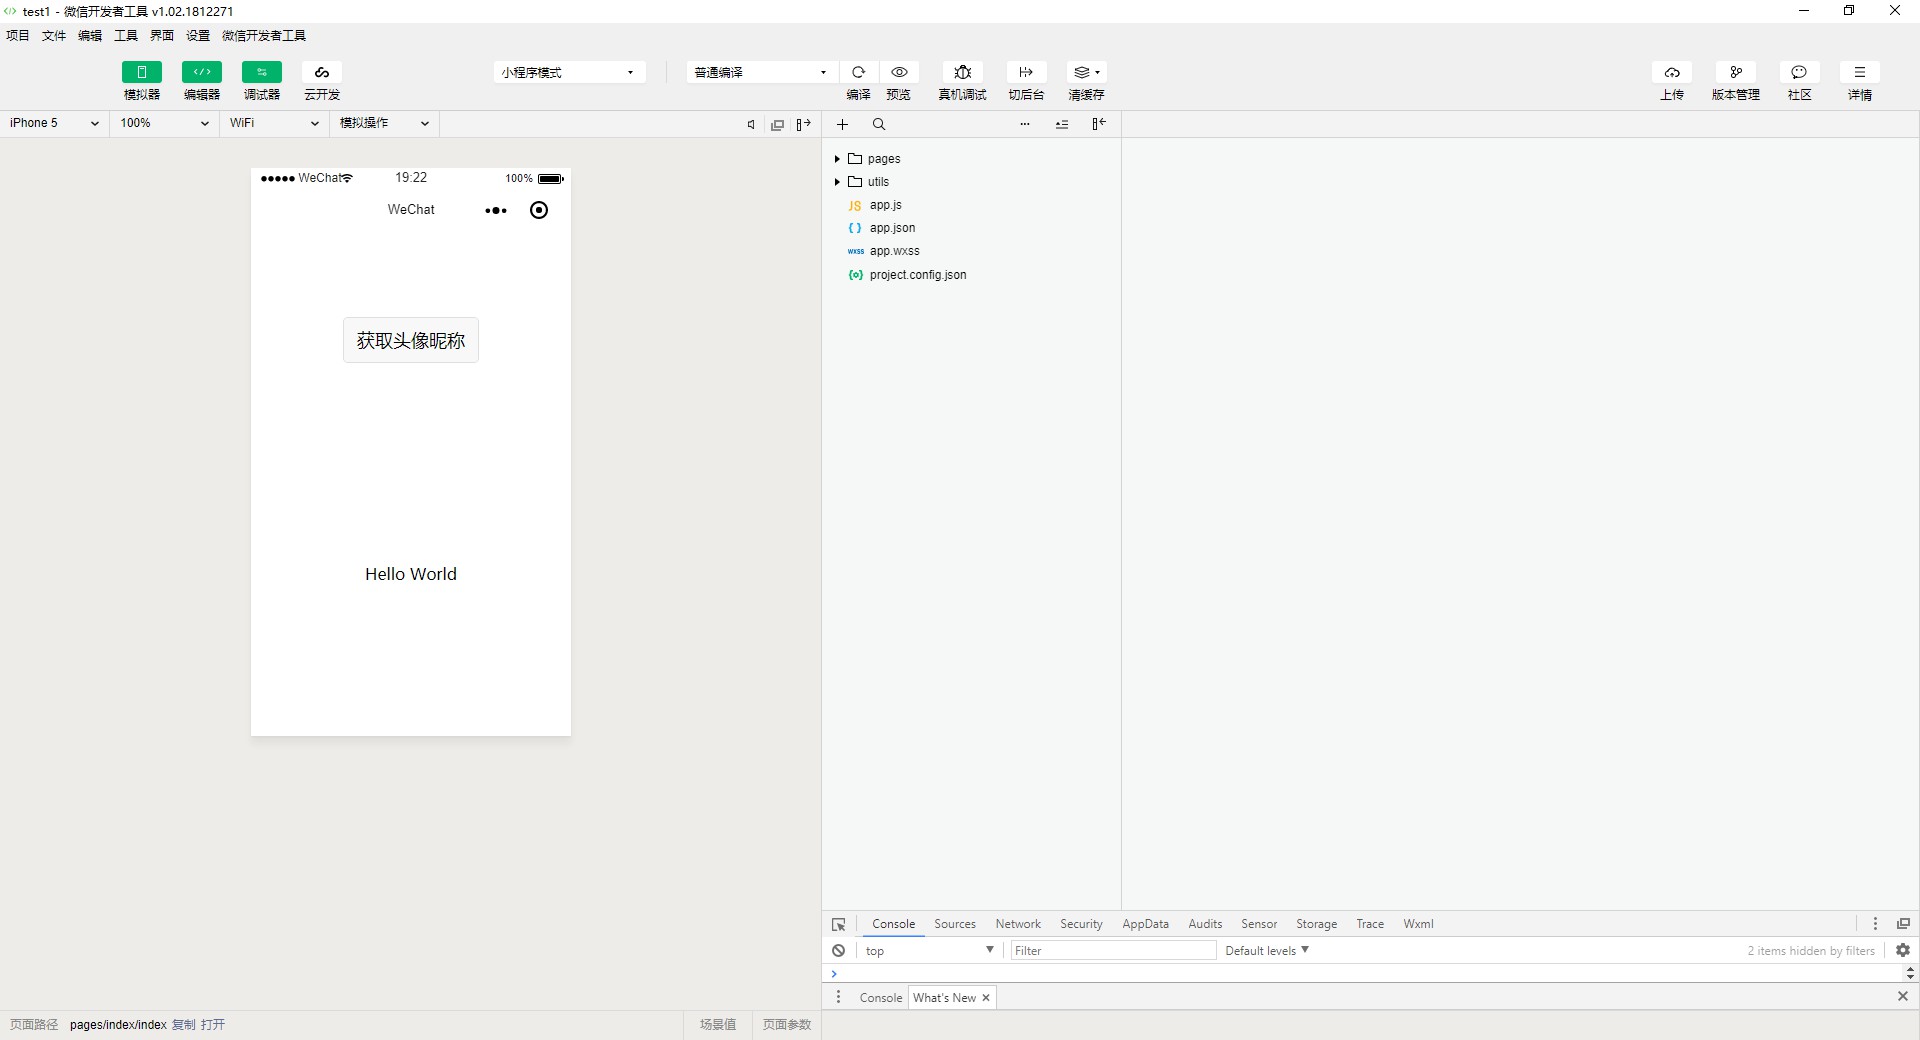 test1 - 微信开发者工具 v1.02.1812271
项目 文件 编辑 工具 界面 设置 微信开发者工具
模拟器 编辑器 调试器 云开发
小程序模式 普通编译
编译 预览 真机调试 切后台 清缓存
上传 版本管理 社区 详情
iPhone 5 100% WiFi 模拟操作
WeChat 19:22 100%
WeChat
获取头像昵称
Hello World
pages
utils
JS app.js
{ } app.json
wxss app.wxss
{o} project.config.json
Console Sources Network Security AppData Audits Sensor Storage Trace Wxml
top Filter Default levels 2 items hidden by filters
Console What's New
页面路径 pages/index/index 复制 打开 场景值 页面参数